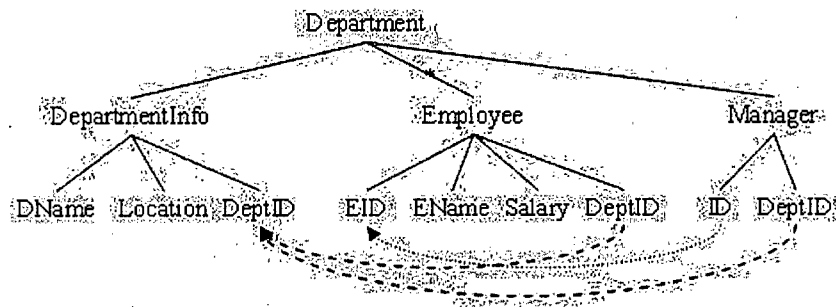 Department
*
DepartmentInfo Employee Manager
DName Location DeptID EID EName Salary DeptID ID DeptID